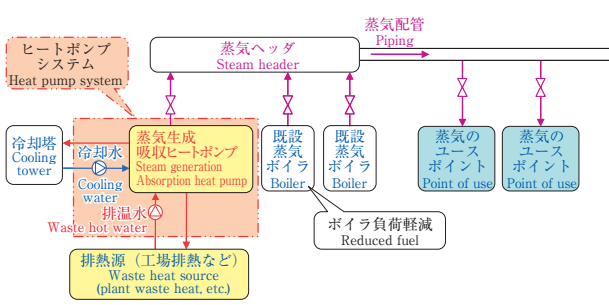 ヒートポンプ
システム
Heat pump system
蒸気ヘッダ
Steam header
蒸気配管
Piping
冷却塔
Cooling
tower
冷却水
Cooling
water
蒸気生成
吸収ヒートポンプ
Steam generation
Absorption heat pump
既設
蒸気
ボイラ
Boiler
既設
蒸気
ボイラ
Boiler
蒸気の
ユース
ポイント
Point of use
蒸気の
ユース
ポイント
Point of use
排温水
Waste hot water
ボイラ負荷軽減
Reduced fuel
排熱源（工場排熱など）
Waste heat source
(plant waste heat, etc.)